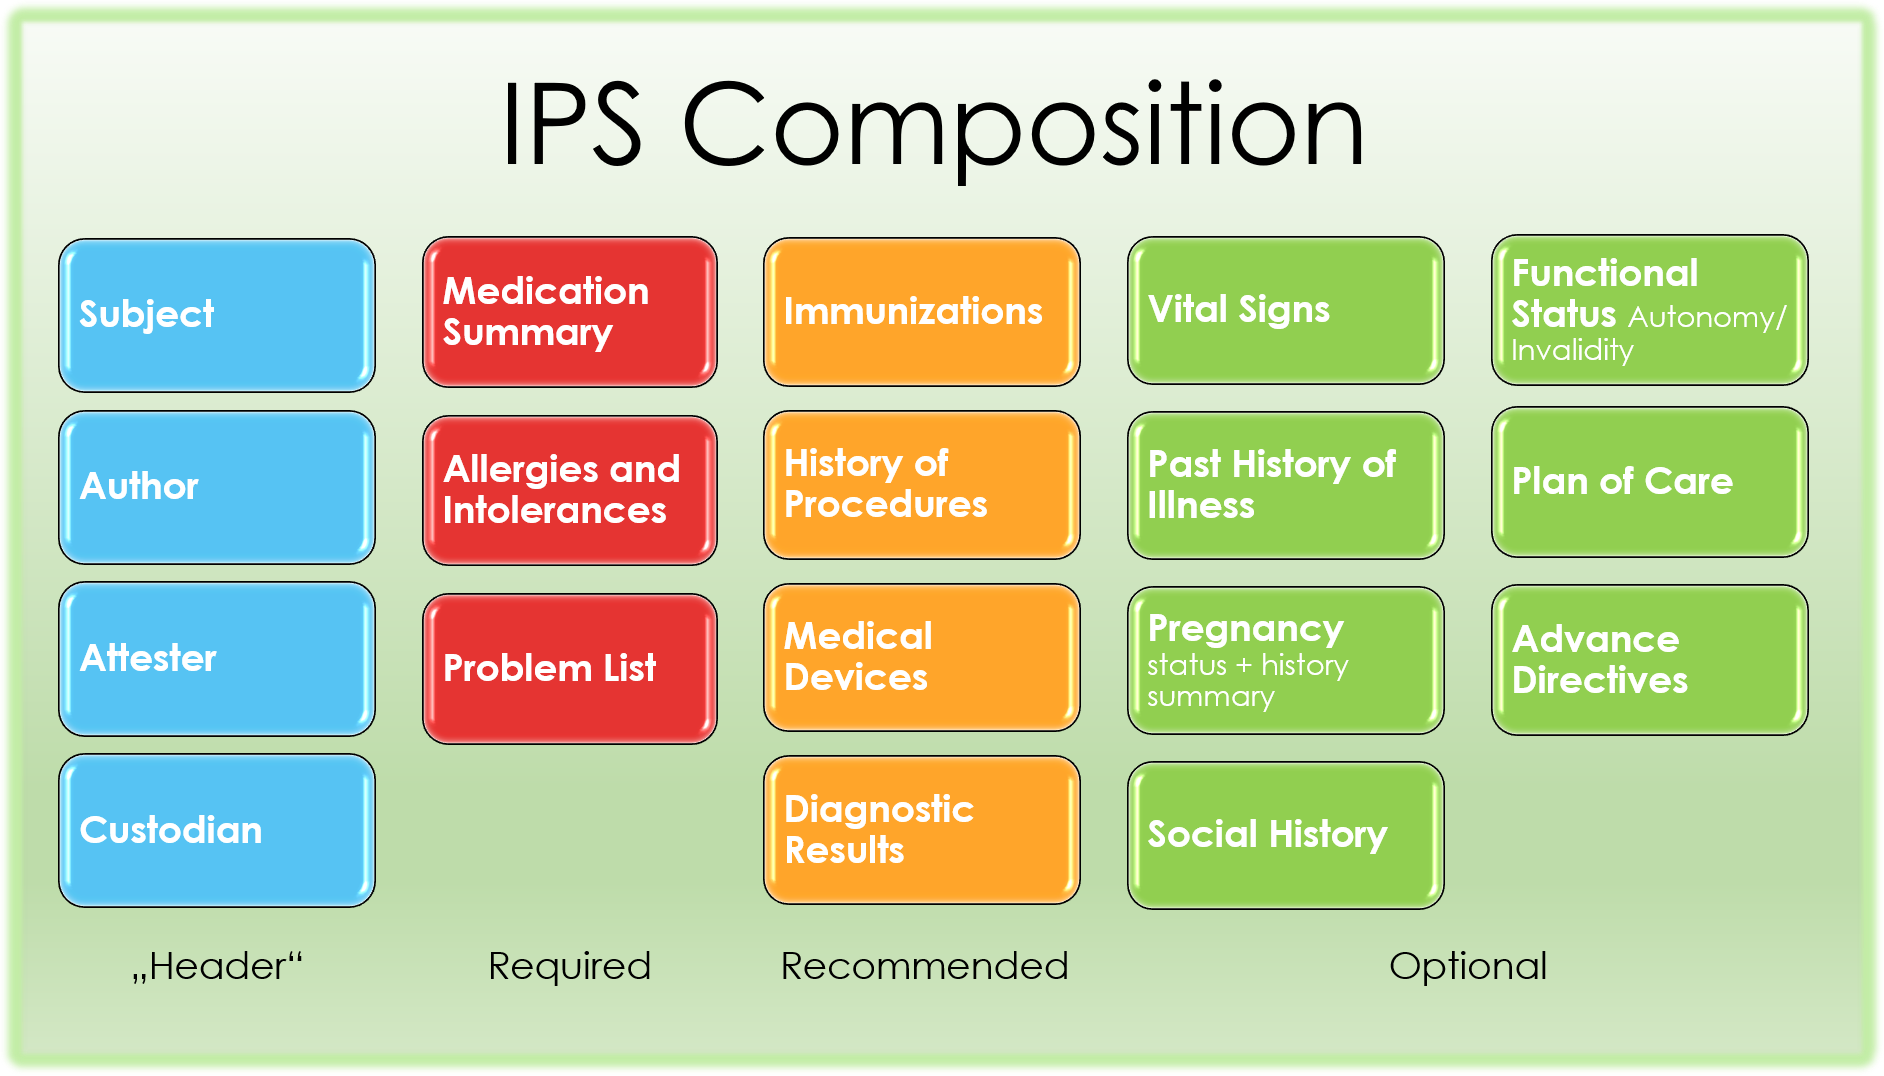 IPS Composition
Subject
Author
Attester
Custodian
„Header“
Medication
Summary
Allergies and
Intolerances
Problem List
Required
Immunizations
History of
Procedures
Medical
Devices
Diagnostic
Results
Recommended
Vital Signs
Past History of
Illness
Pregnancy
status + history
summary
Social History
Functional
Status Autonomy/
Invalidity
Plan of Care
Advance
Directives
Optional